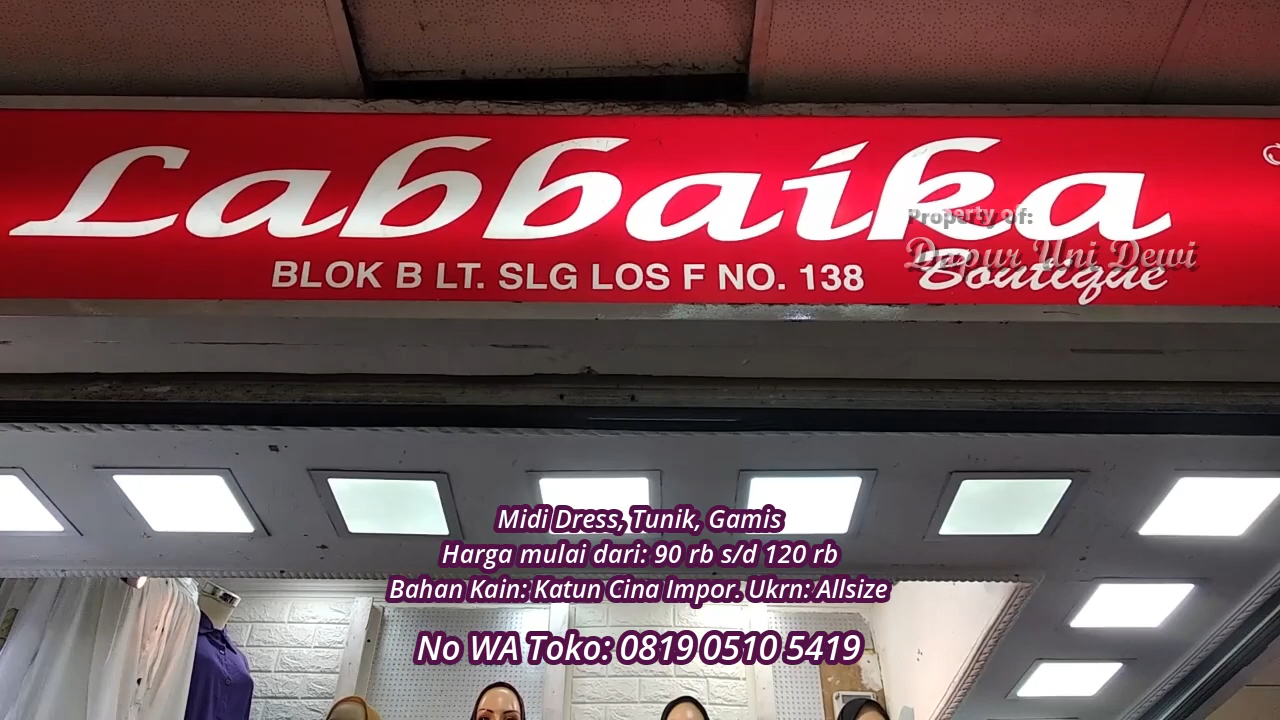 Labbaika
BLOK B LT. SLG LOS F NO. 138
Boutique
Property of:
Dapur Uni Dewi
Midi Dress, Tunik, Gamis
Harga mulai dari: 90 rb s/d 120 rb
Bahan Kain: Katun Cina Impor. Ukrn: Allsize
No WA Toko: 0819 0510 5419